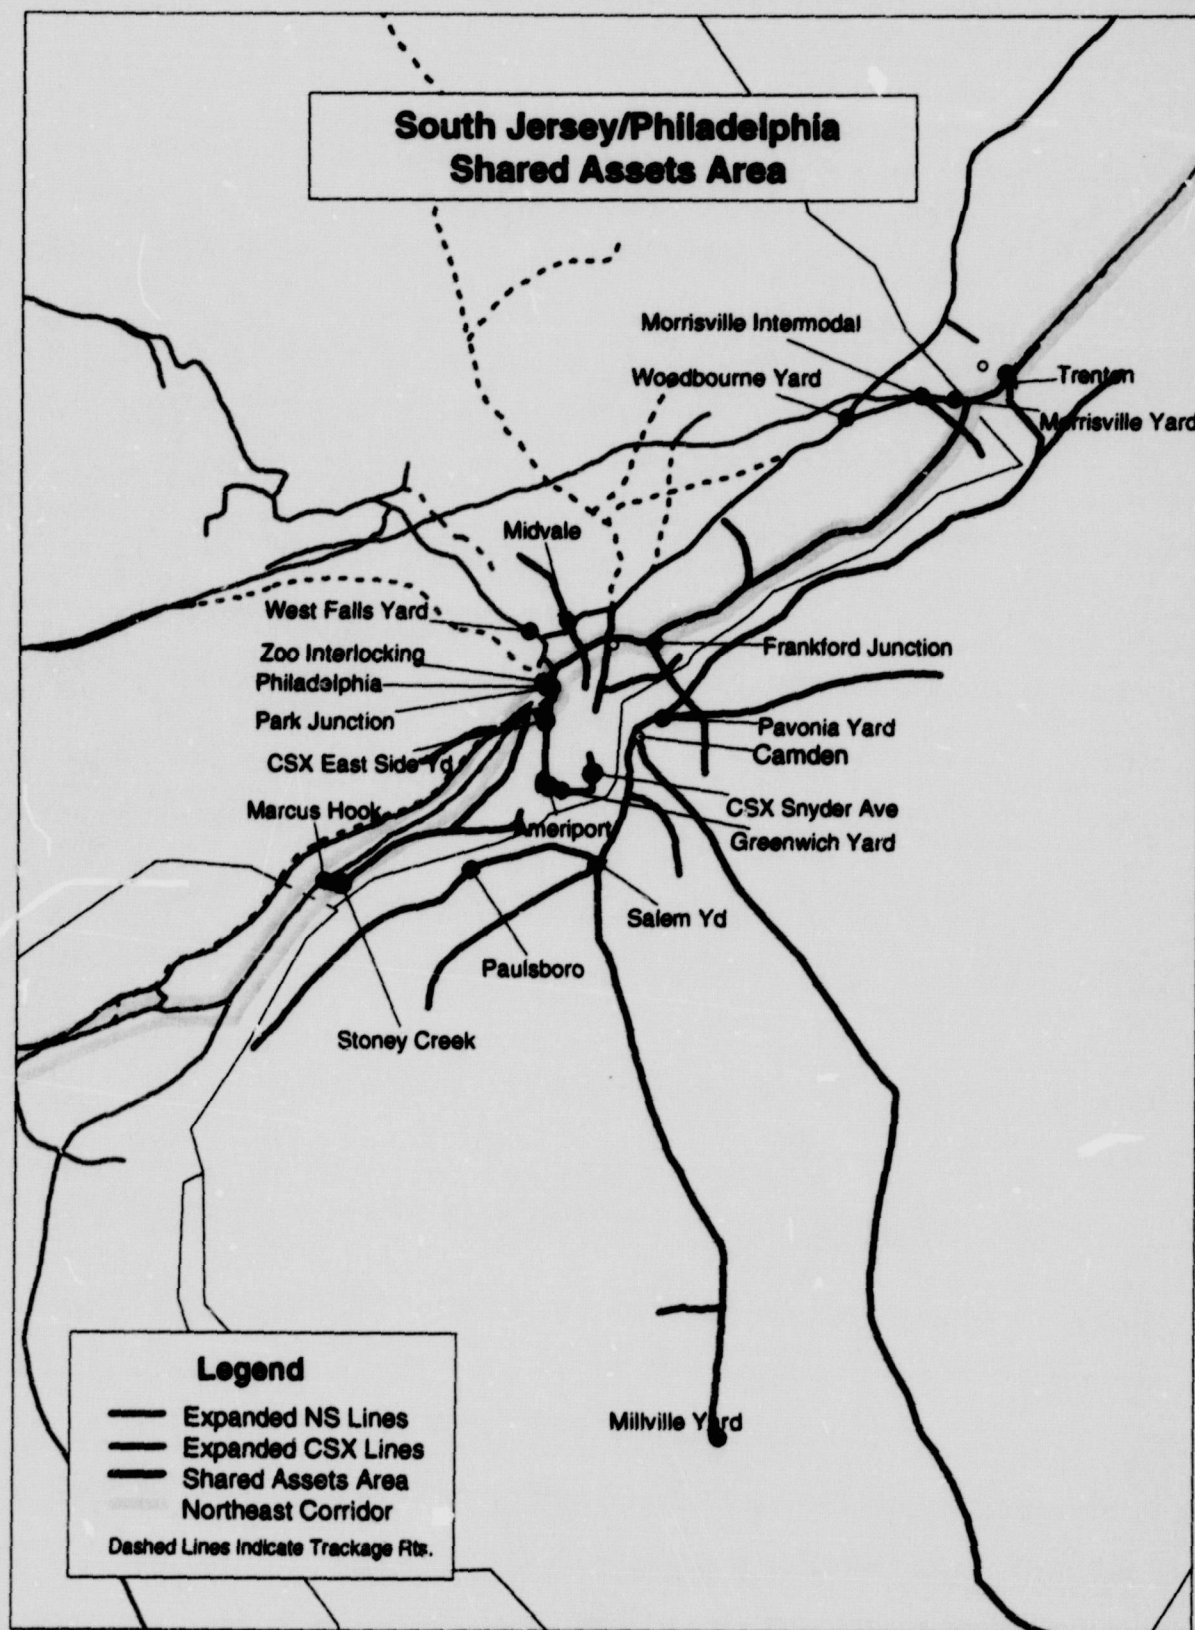 South Jersey/Philadelphia
Shared Assets Area
Morrisville Intermodal
Woodbourne Yard
Trenton
Morrisville Yard
Midvale
West Falls Yard
Zoo Interlocking
Frankford Junction
Philadelphia
Park Junction
Pavonia Yard
Camden
CSX East Side Yd
Marcus Hook
CSX Snyder Ave
Ameriport
Greenwich Yard
Salem Yd
Paulsboro
Stoney Creek
Millville Yard
Legend
Expanded NS Lines
Expanded CSX Lines
Shared Assets Area
Northeast Corridor
Dashed Lines Indicate Trackage Rts.